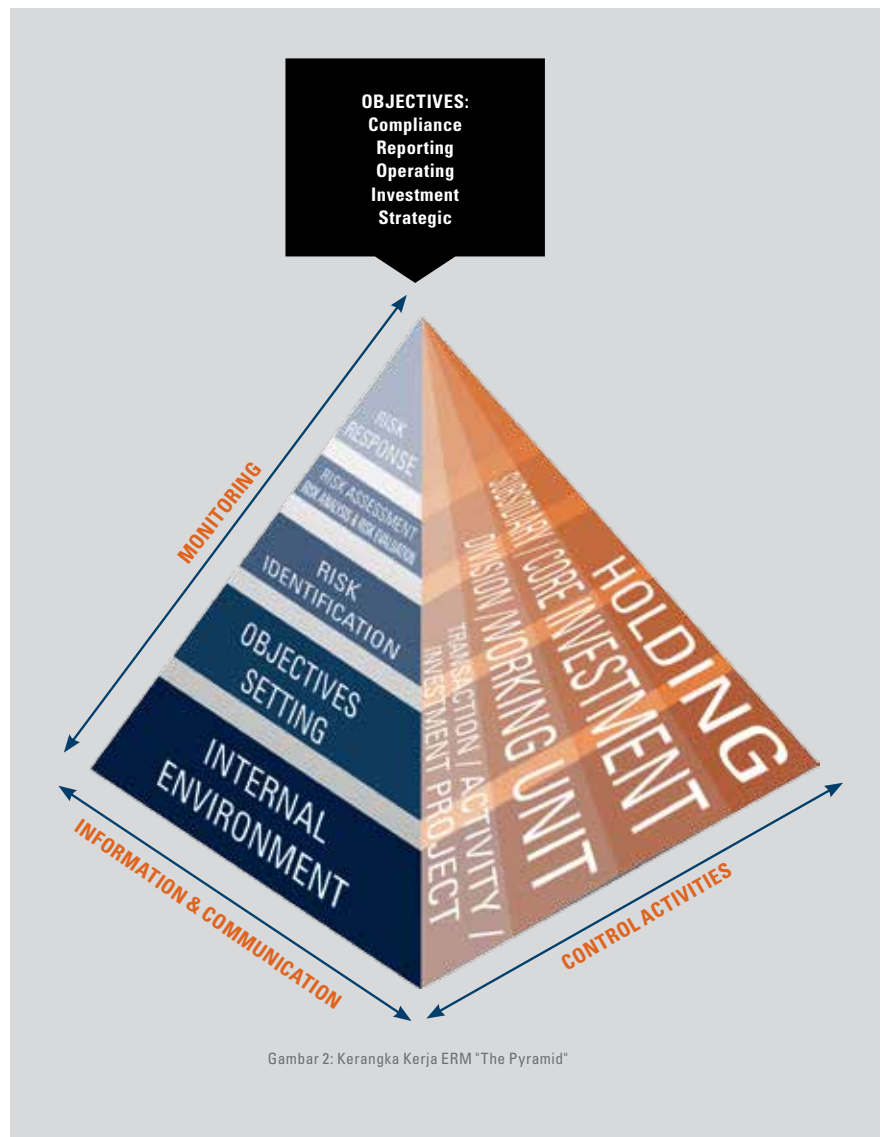 OBJECTIVES:
Compliance
Reporting
Operating
Investment
Strategic
MONITORING
RISK
RESPONSE
RISK ASSESSMENT
RISK ANALYSIS & RISK EVALUATION
RISK
IDENTIFICATION
OBJECTIVES
SETTING
INTERNAL
ENVIRONMENT
HOLDING
SUBSIDIARY / CORE INVESTMENT
DIVISION / WORKING UNIT
TRANSACTION / ACTIVITY /
INVESTMENT PROJECT
INFORMATION & COMMUNICATION
CONTROL ACTIVITIES
Gambar 2: Kerangka Kerja ERM "The Pyramid"